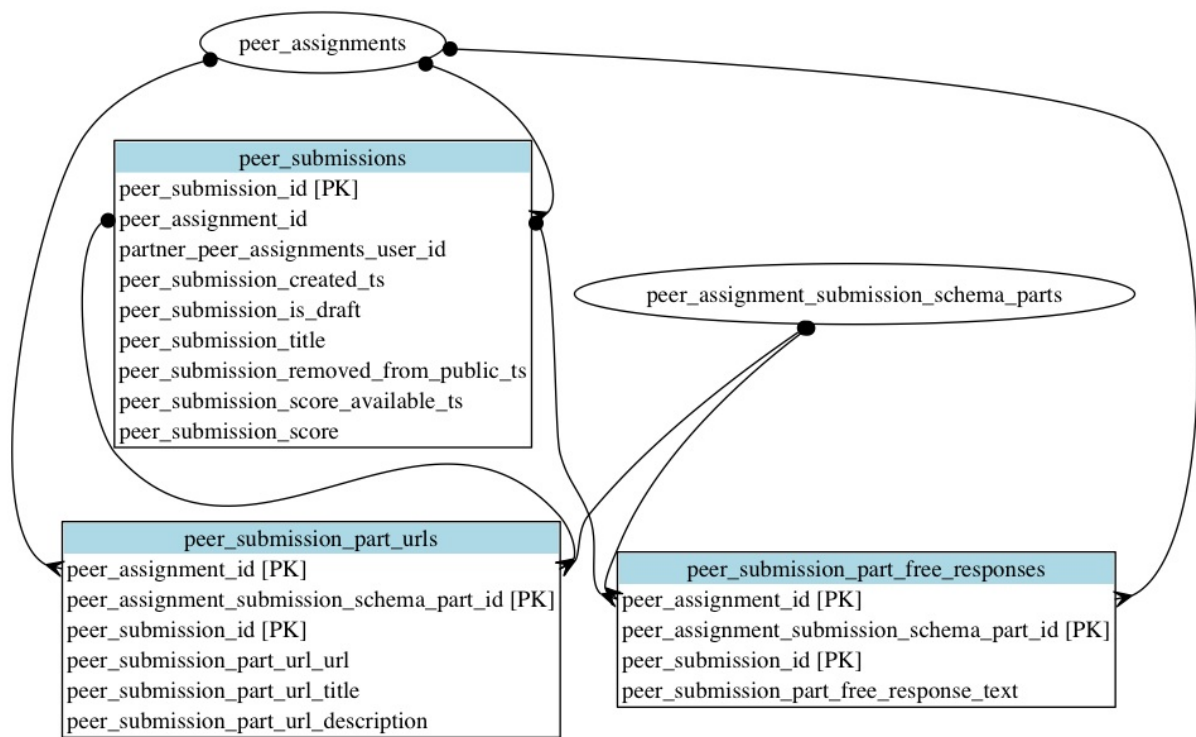 peer_assignments
peer_submissions
peer_submission_id [PK]
peer_assignment_id
partner_peer_assignments_user_id
peer_submission_created_ts
peer_submission_is_draft
peer_submission_title
peer_submission_removed_from_public_ts
peer_submission_score_available_ts
peer_submission_score
peer_assignment_submission_schema_parts
peer_submission_part_urls
peer_assignment_id [PK]
peer_assignment_submission_schema_part_id [PK]
peer_submission_id [PK]
peer_submission_part_url_url
peer_submission_part_url_title
peer_submission_part_url_description
peer_submission_part_free_responses
peer_assignment_id [PK]
peer_assignment_submission_schema_part_id [PK]
peer_submission_id [PK]
peer_submission_part_free_response_text